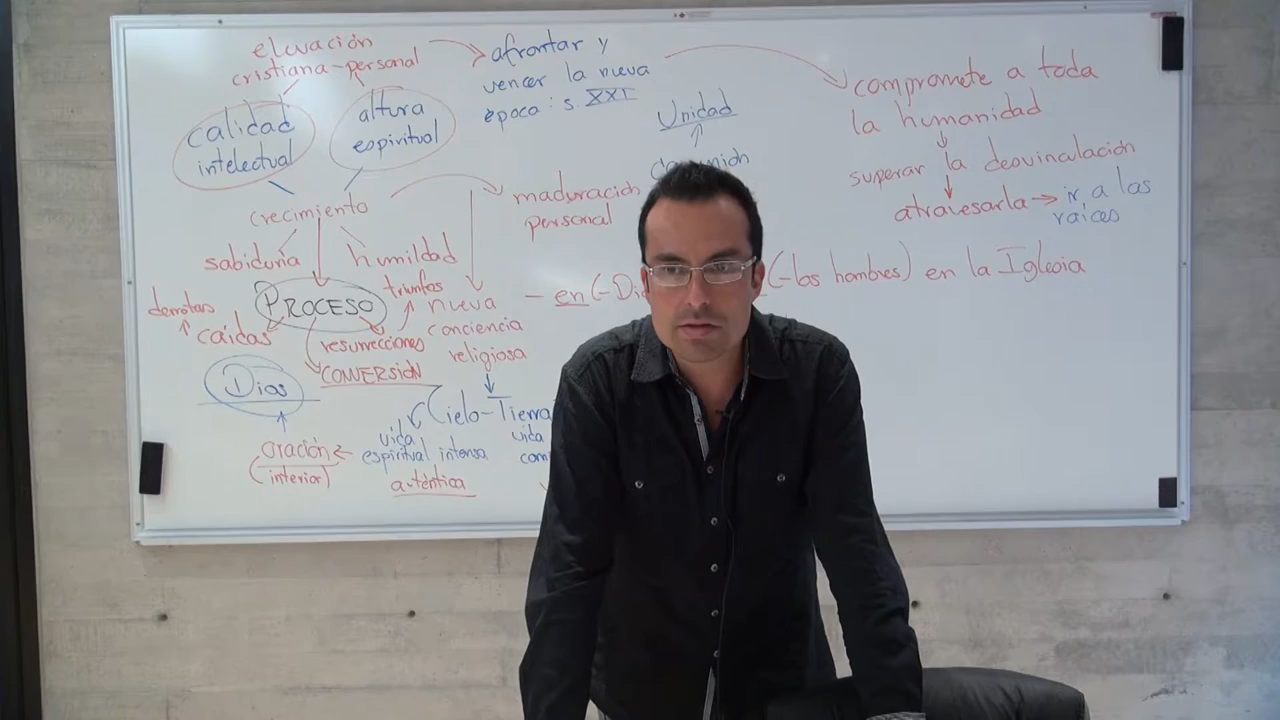 elevación
cristiana-personal
afrontar y
vencer la nueva
época: s XXI
compromete a toda
la humanidad
superar la desvinculación
atravesarla → ir a las
raíces
Unidad
calidad
intelectual
altura
espiritual
crecimiento
maduración
personal
sabiduría
humildad
PROCESO
triunfos
derrotas
caídas
resurrecciones
CONVERSIÓN
nueva
conciencia
religiosa
- en (-
(-los hombres) en la Iglesia
Dios
Cielo-Tierra
oración
(interior)
vida
espiritual intensa
auténtica
vida